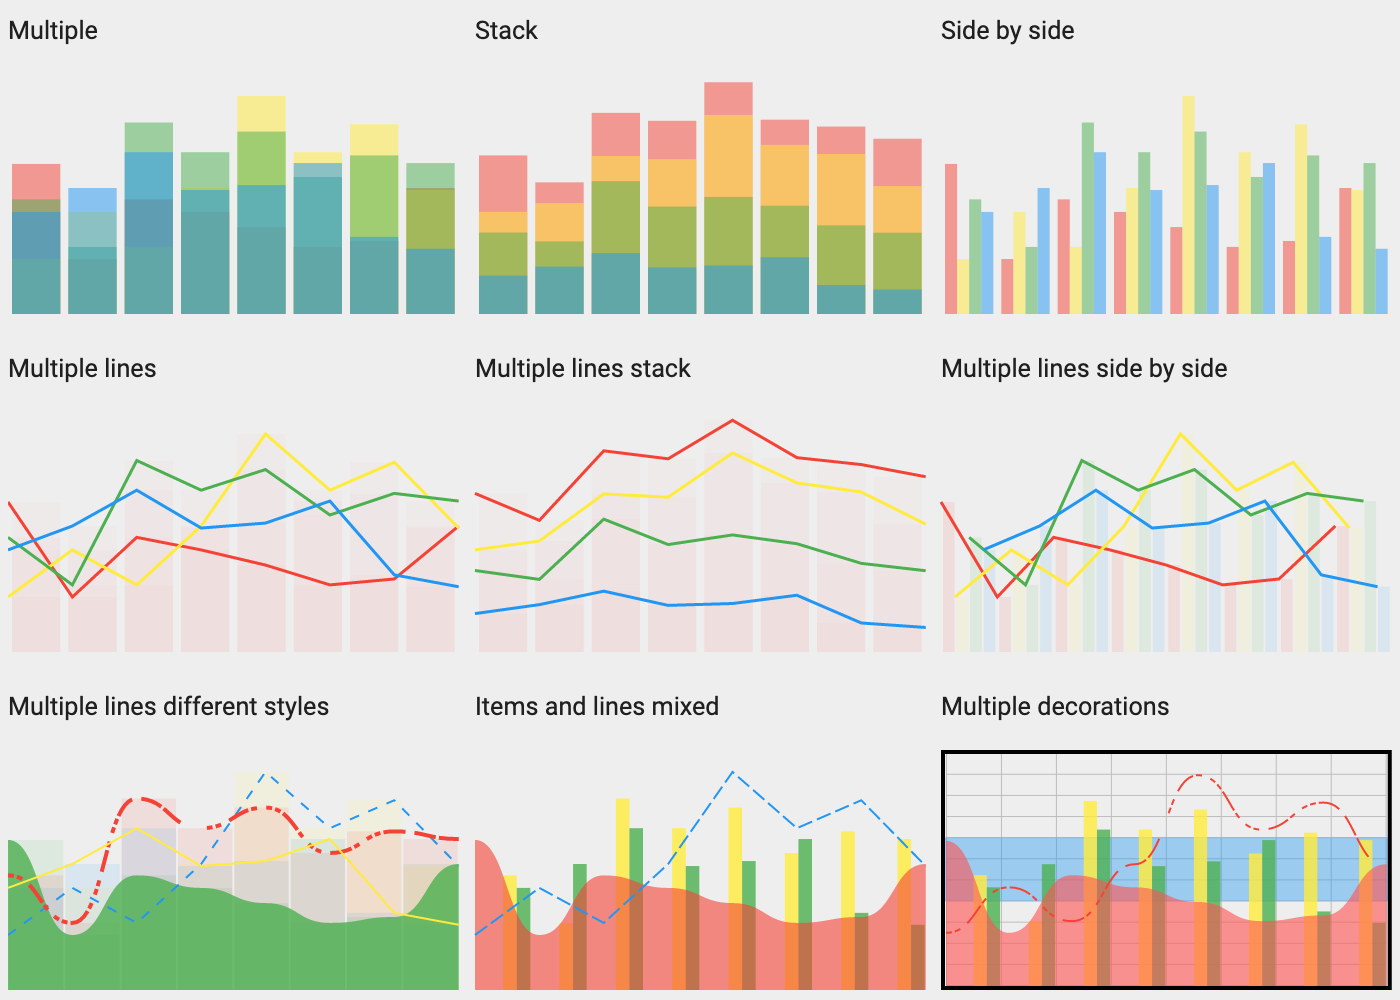 Multiple
Stack
Side by side
Multiple lines
Multiple lines stack
Multiple lines side by side
Multiple lines different styles
Items and lines mixed
Multiple decorations